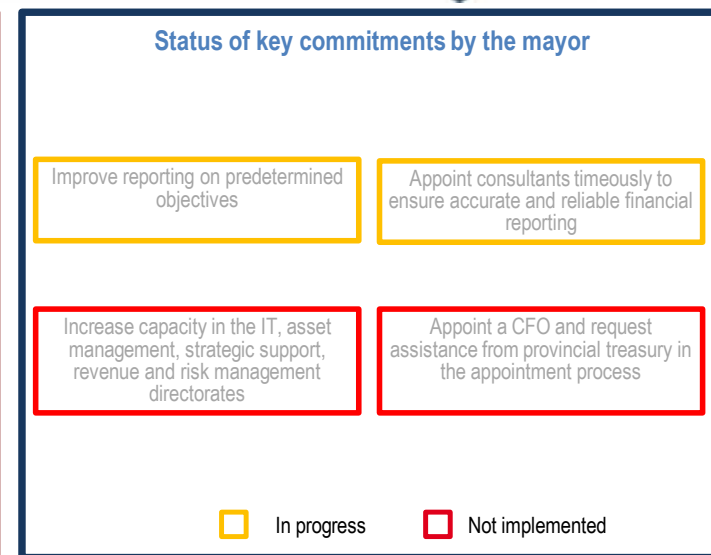 Status of key commitments by the mayor
Improve reporting on predetermined
objectives
Appoint consultants timeously to
ensure accurate and reliable financial
reporting
Increase capacity in the IT, asset
management, strategic support,
revenue and risk management
directorates
Appoint a CFO and request
assistance from provincial treasury in
the appointment process
In progress
Not implemented